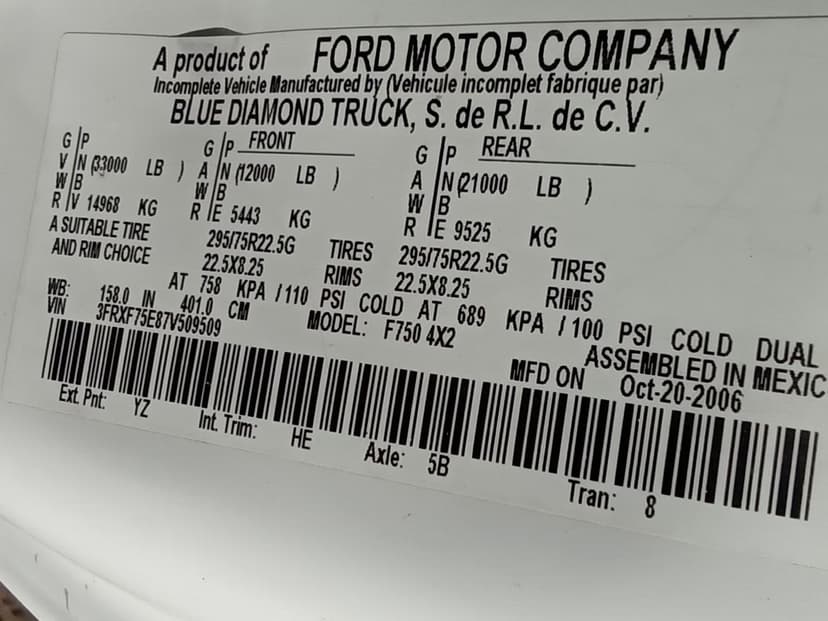 A product of FORD MOTOR COMPANY
Incomplete Vehicle Manufactured by (Vehicule incomplet fabrique par)
BLUE DIAMOND TRUCK, S. de R.L. de C.V.
G P G P FRONT G P REAR
V N (33000 LB ) A N (12000 LB ) A N (21000 LB )
W B W B W B
R V 14968 KG R E 5443 KG R E 9525 KG
A SUITABLE TIRE 295/75R22.5G TIRES 295/75R22.5G TIRES
AND RIM CHOICE 22.5X8.25 RIMS 22.5X8.25 RIMS
AT 758 KPA / 110 PSI COLD AT 689 KPA / 100 PSI COLD DUAL
WB: 158.0 IN 401.0 CM ASSEMBLED IN MEXIC
VIN 3FRXF75E87V509509 MODEL: F750 4X2 MFD ON Oct-20-2006
Ext. Pnt: YZ Int. Trim: HE Axle: 5B Tran: 8